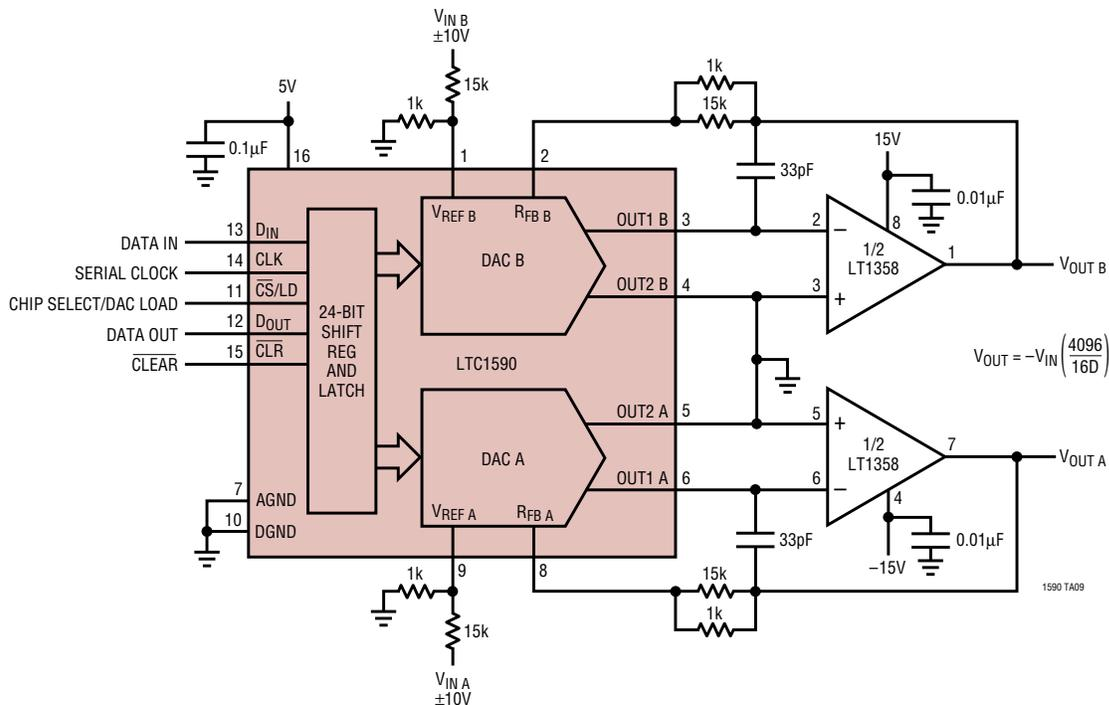 V_IN B
±10V
15k
1k
5V
0.1µF
16
1
2
1k
15k
33pF
15V
0.01µF
8
V_REF B
R_FB B
DAC B
OUT1 B
3
2
–
1/2
LT1358
1
V_OUT B
OUT2 B
4
3
+
13
D_IN
DATA IN
14
CLK
SERIAL CLOCK
11
C̅S̅/LD
CHIP SELECT/DAC LOAD
12
D_OUT
DATA OUT
15
C̅L̅R̅
C̅L̅E̅A̅R̅
24-BIT
SHIFT
REG
AND
LATCH
LTC1590
V_OUT = –V_IN (4096/16D)
OUT2 A
5
5
+
1/2
LT1358
7
V_OUT A
DAC A
OUT1 A
6
6
–
4
7
AGND
10
DGND
V_REF A
R_FB A
33pF
0.01µF
–15V
9
8
1k
15k
15k
1k
V_IN A
±10V
1590 TA09